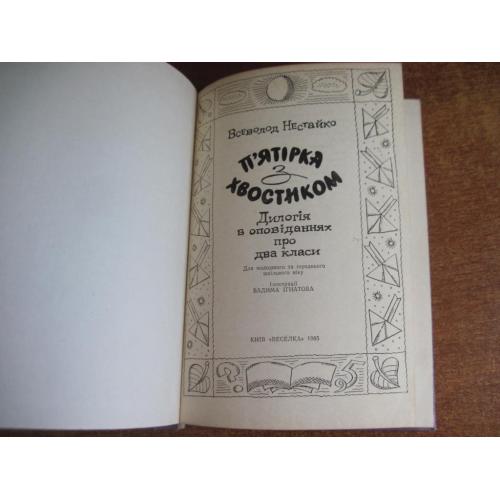 Всеволод Нестайко
П'ЯТІРКА
З
ХВОСТИКОМ
Дилогія
в оповіданнях
про
два класи
Для молодшого та середнього
шкільного віку
Ілюстрації
ВАДИМА ІГНАТОВА
КИЇВ «ВЕСЕЛКА» 1985
?
5